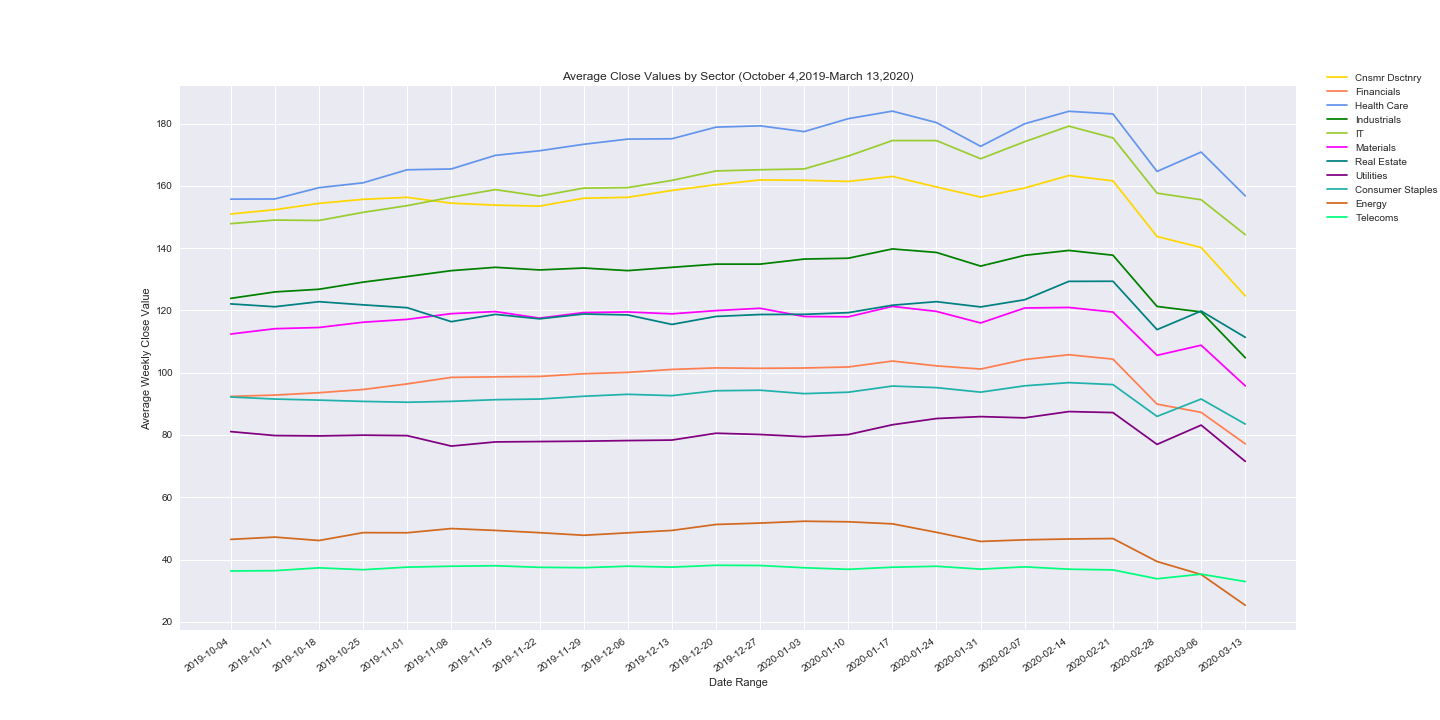 Average Close Values by Sector (October 4,2019-March 13,2020)
Cnsmr Dsctnry
Financials
Health Care
Industrials
IT
Materials
Real Estate
Utilities
Consumer Staples
Energy
Telecoms
Average Weekly Close Value
180
160
140
120
100
80
60
40
20
2019-10-04
2019-10-11
2019-10-18
2019-10-25
2019-11-01
2019-11-08
2019-11-15
2019-11-22
2019-11-29
2019-12-06
2019-12-13
2019-12-20
2019-12-27
2020-01-03
2020-01-10
2020-01-17
2020-01-24
2020-01-31
2020-02-07
2020-02-14
2020-02-21
2020-02-28
2020-03-06
2020-03-13
Date Range